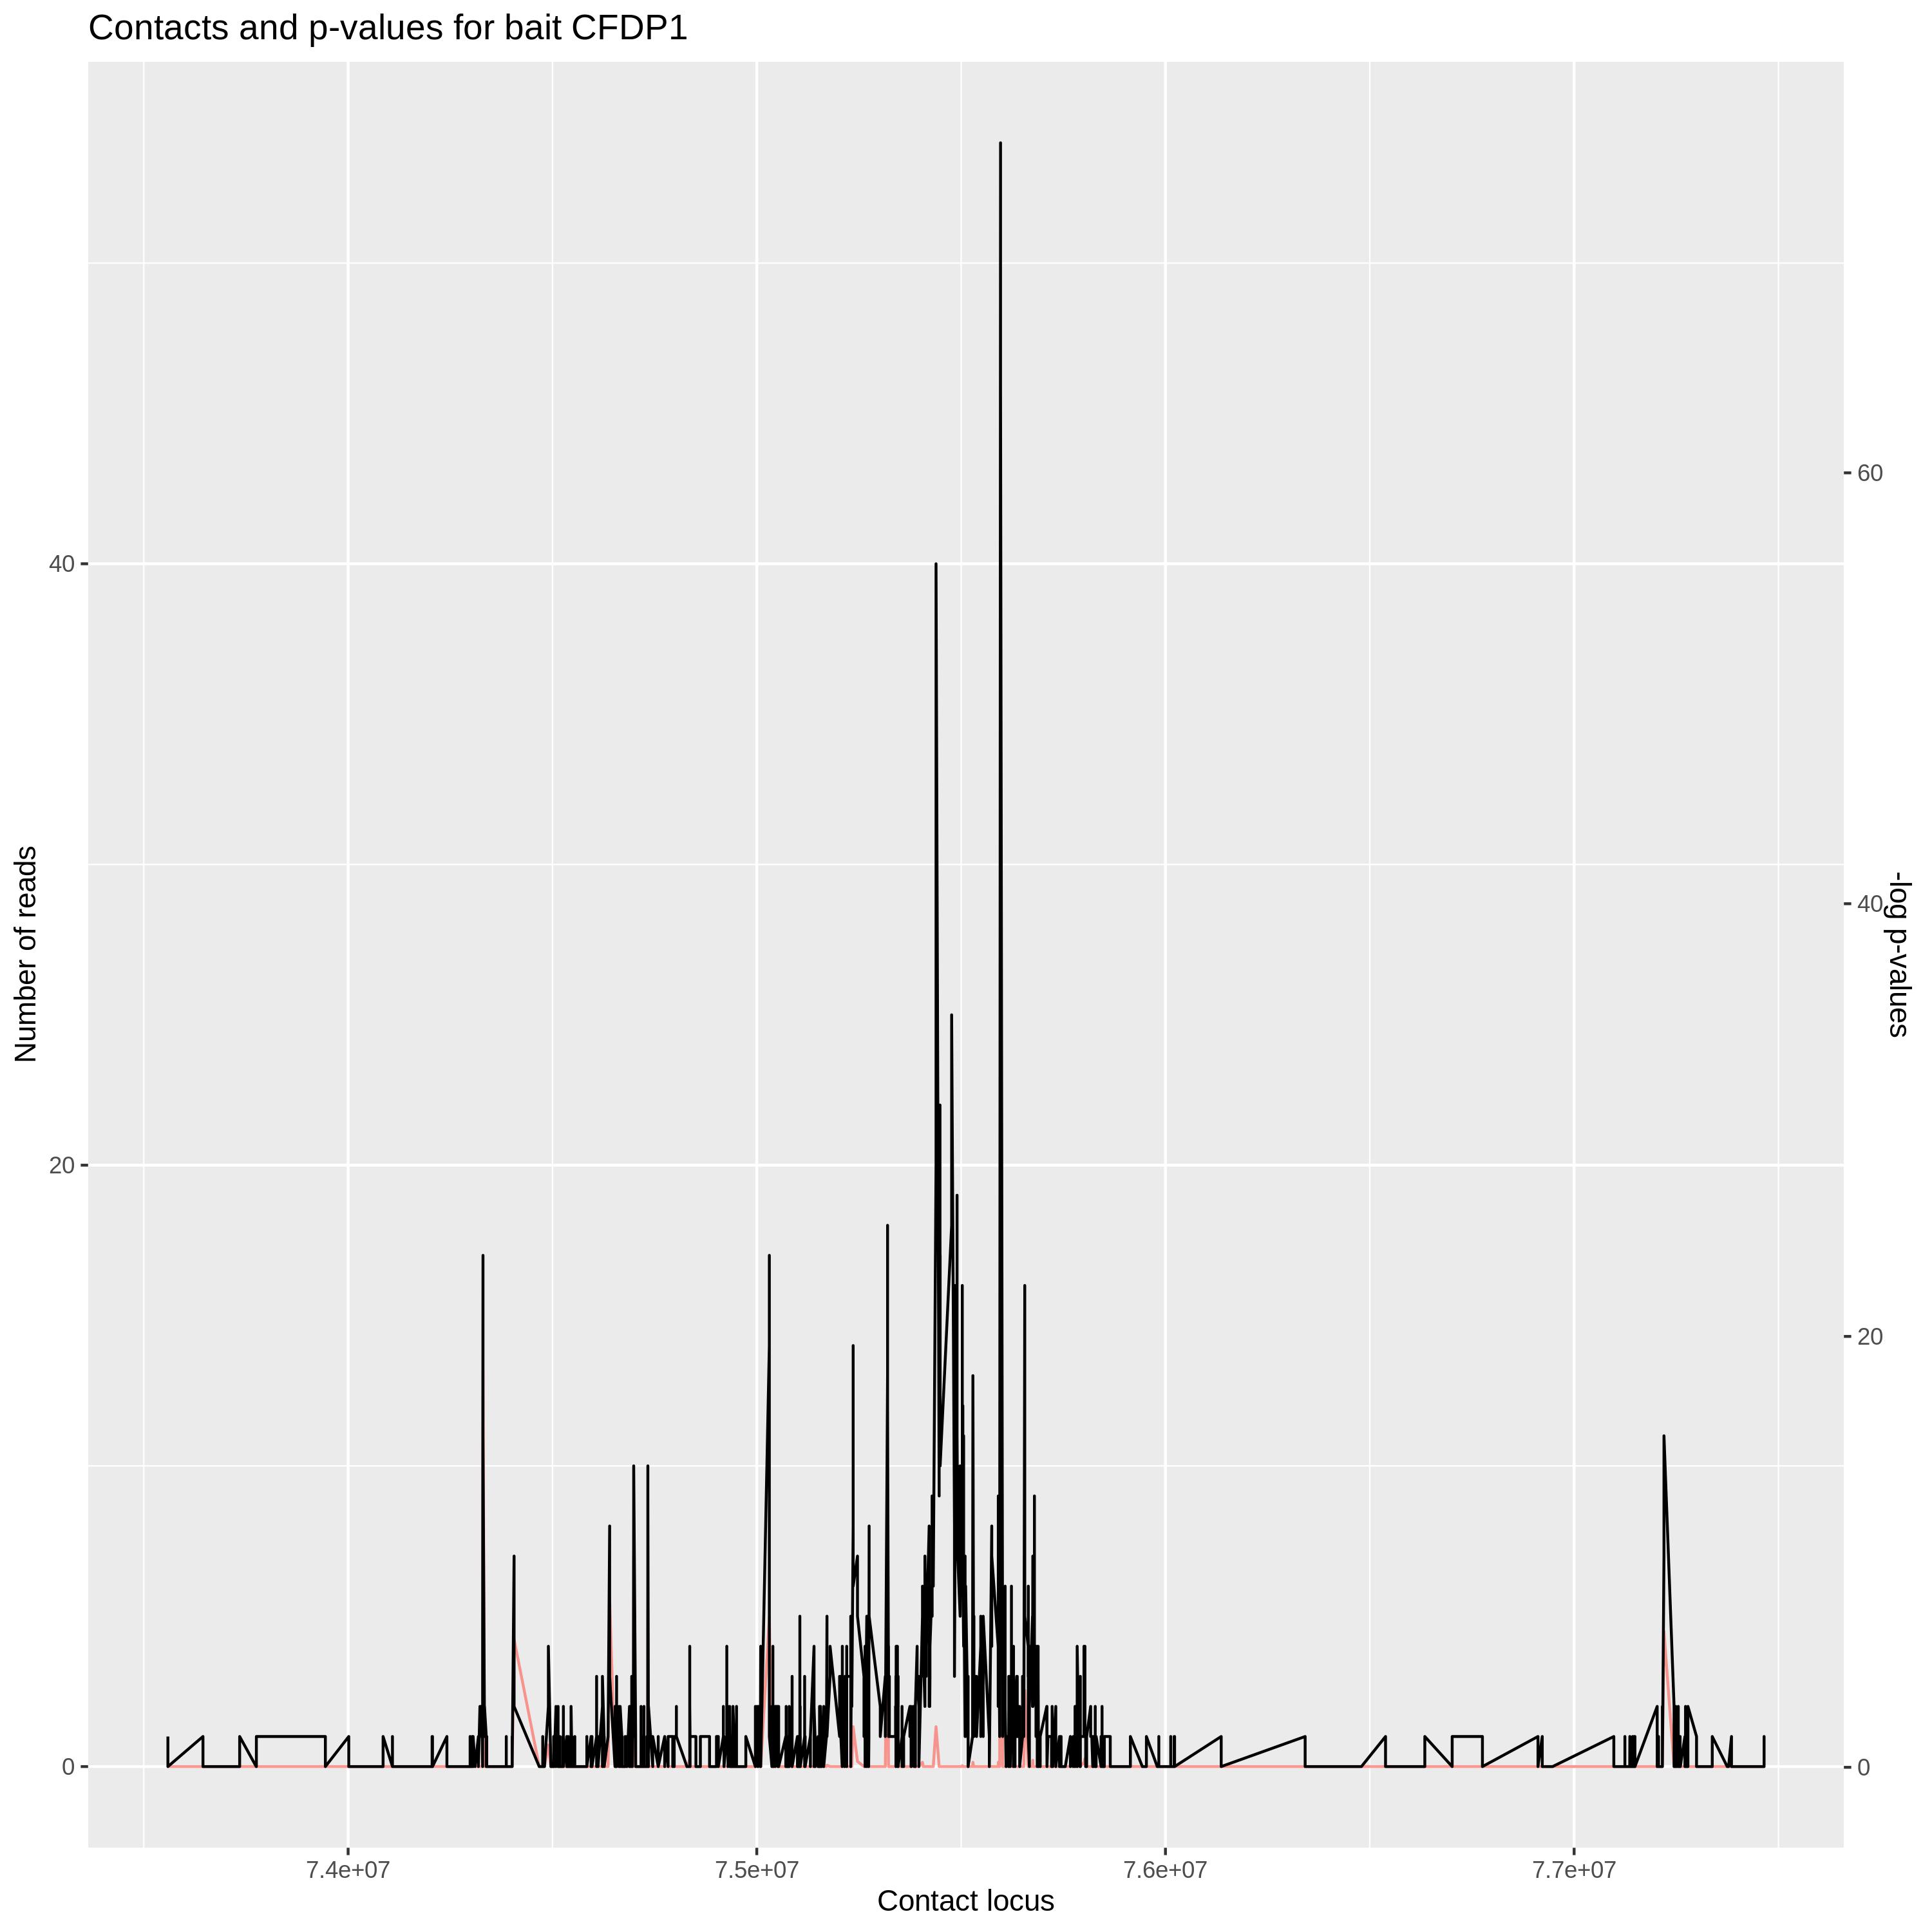 Contacts and p-values for bait CFDP1
Number of reads
40
20
0
60
40
20
0
-log p-values
7.4e+07
7.5e+07
7.6e+07
7.7e+07
Contact locus